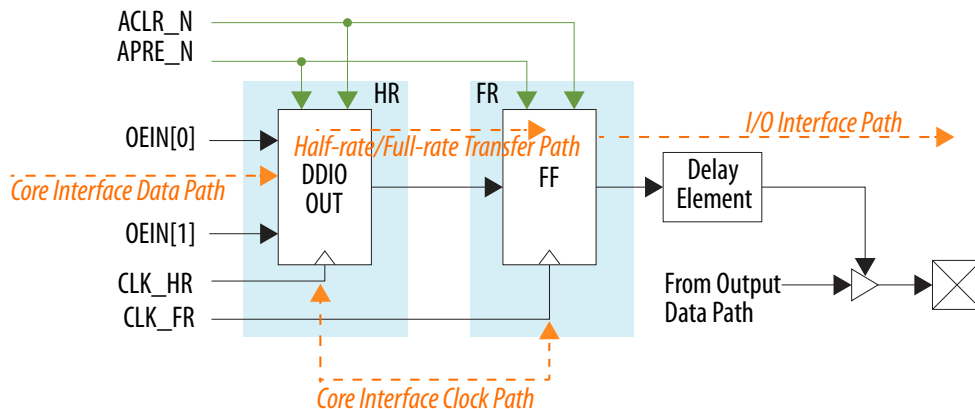 ACLR_N
APRE_N
HR
FR
OEIN[0]
I/O Interface Path
Half-rate/Full-rate Transfer Path
Core Interface Data Path
DDIO
OUT
FF
Delay
Element
OEIN[1]
CLK_HR
CLK_FR
From Output
Data Path
Core Interface Clock Path